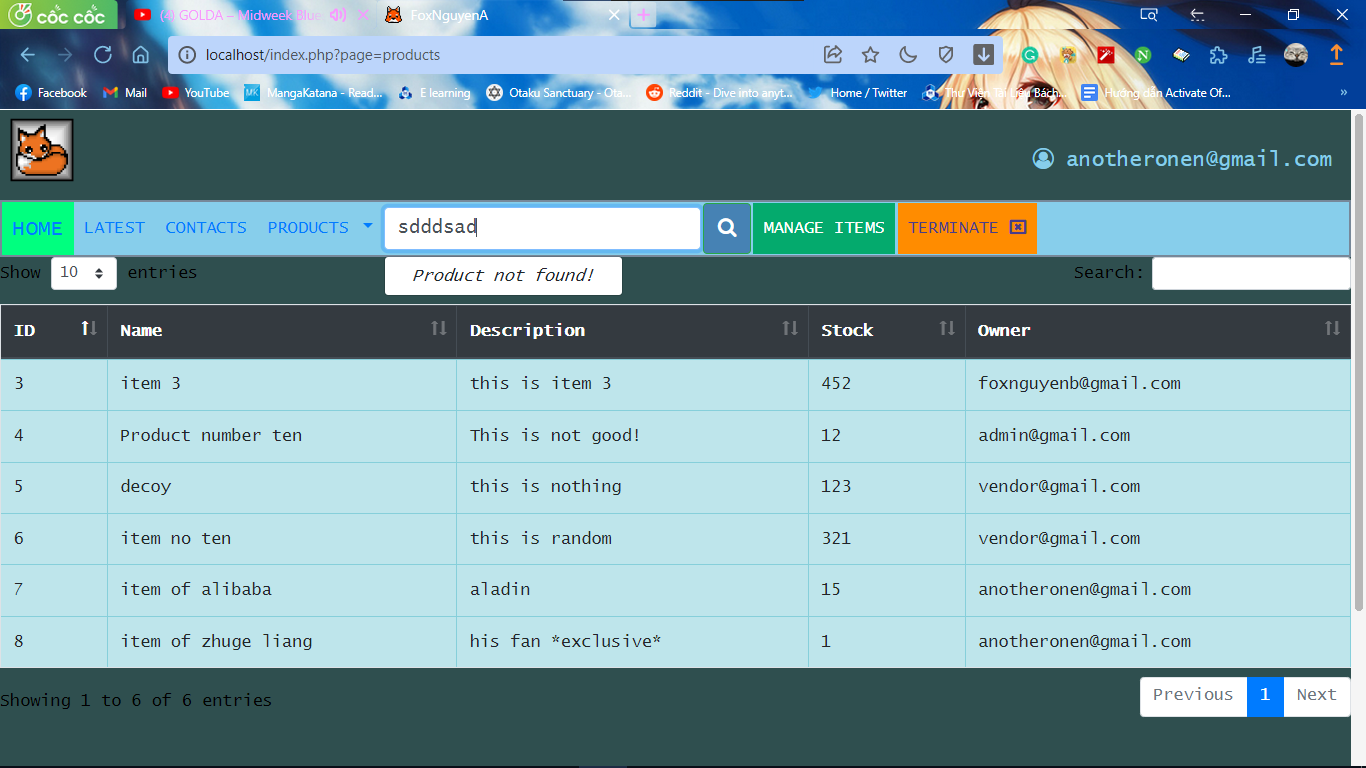 cốc cốc
(1) GOLDA – Midweek Blue
FoxNguyenA
localhost/index.php?page=products
Facebook Mail YouTube MangaKatana - Read... E learning Otaku Sanctuary - Ota... Reddit - Dive into anyt... Home / Twitter Thư Viện Tài Liệu Bách... Hướng dẫn Activate Of... »
anotheronen@gmail.com
HOME LATEST CONTACTS PRODUCTS sdddsad MANAGE ITEMS TERMINATE
Show 10 entries Product not found! Search:
ID Name Description Stock Owner
3 item 3 this is item 3 452 foxnguyenb@gmail.com
4 Product number ten This is not good! 12 admin@gmail.com
5 decoy this is nothing 123 vendor@gmail.com
6 item no ten this is random 321 vendor@gmail.com
7 item of alibaba aladin 15 anotheronen@gmail.com
8 item of zhuge liang his fan *exclusive* 1 anotheronen@gmail.com
Showing 1 to 6 of 6 entries Previous 1 Next